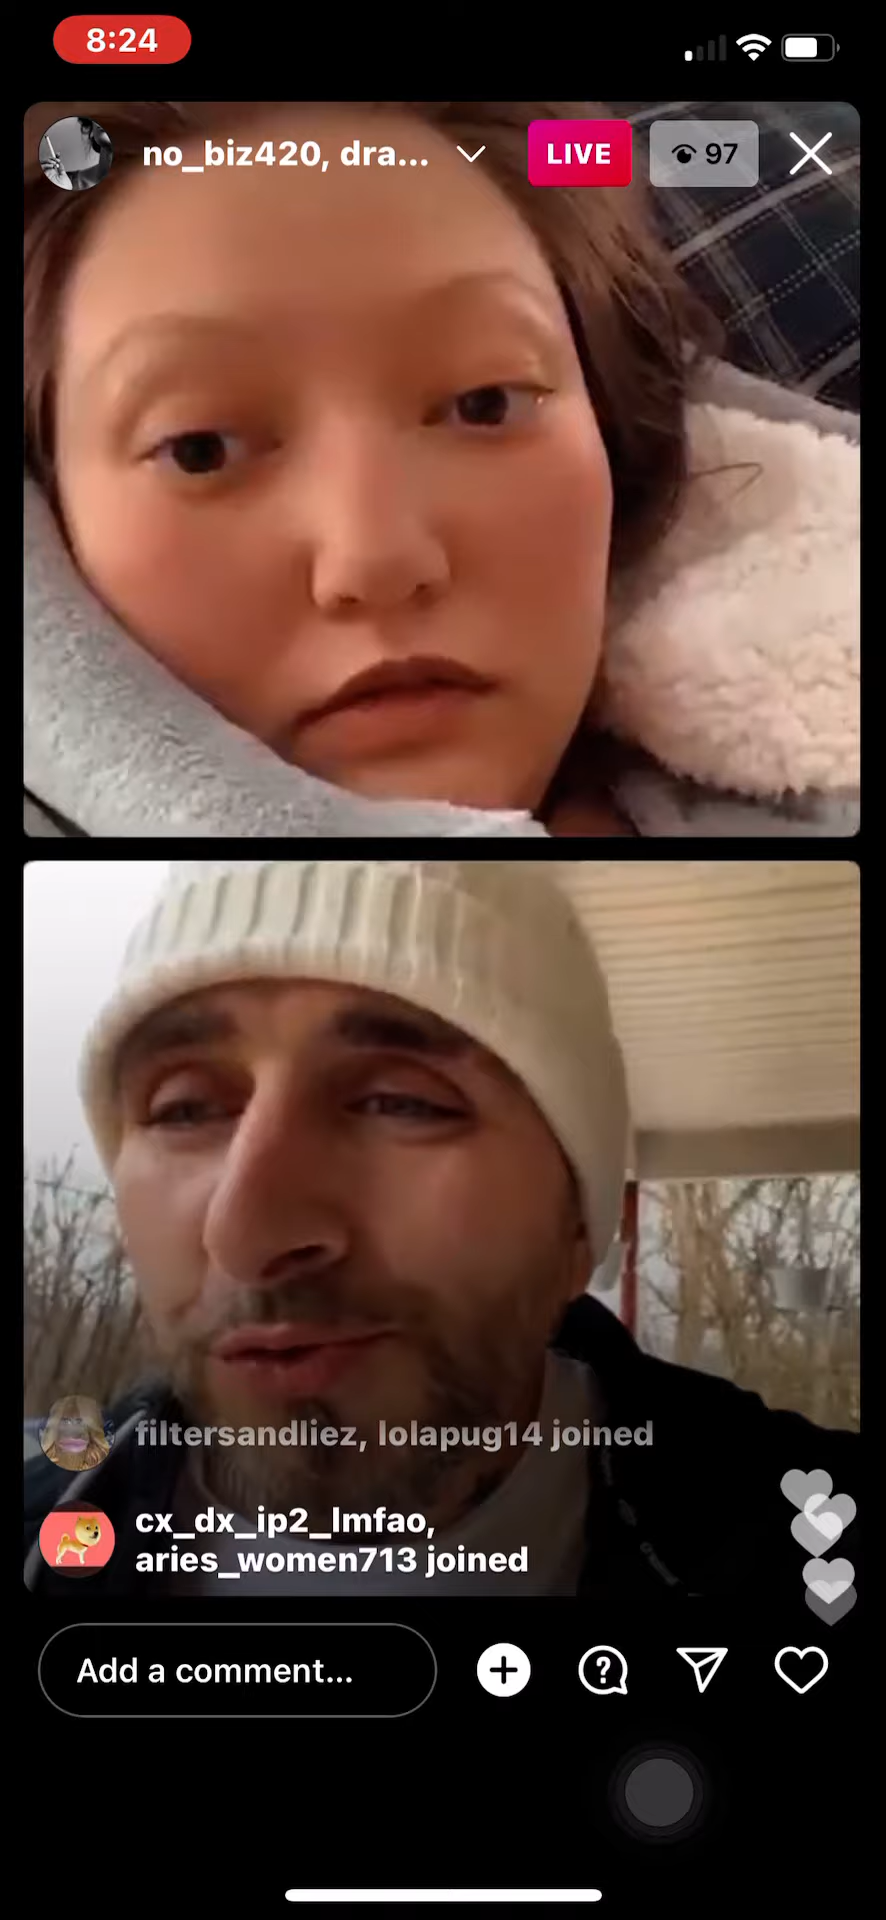 8:24
no_biz420, dra...
LIVE
97
filtersandliez, lolapug14 joined
cx_dx_ip2_lmfao,
aries_women713 joined
Add a comment...